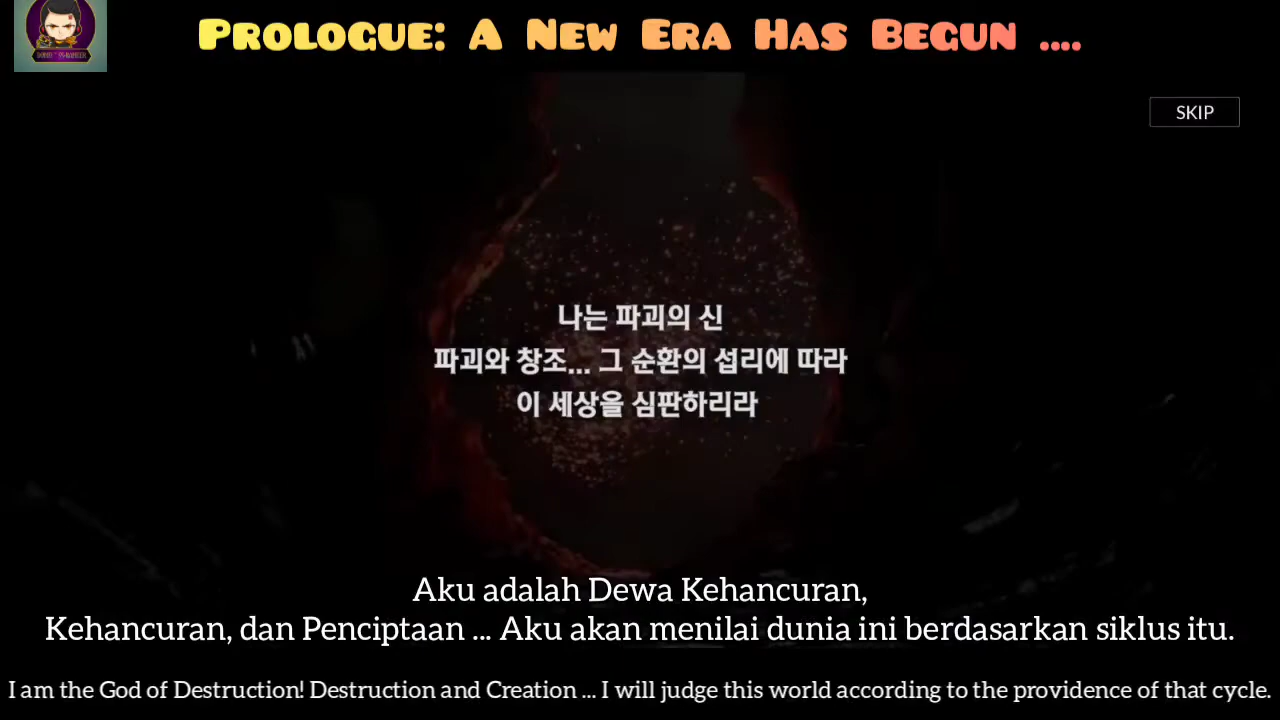 Prologue: A New Era Has Begun ....
SKIP
나는 파괴의 신
파괴와 창조... 그 순환의 섭리에 따라
이 세상을 심판하리라
Aku adalah Dewa Kehancuran,
Kehancuran, dan Penciptaan ... Aku akan menilai dunia ini berdasarkan siklus itu.
I am the God of Destruction! Destruction and Creation ... I will judge this world according to the providence of that cycle.